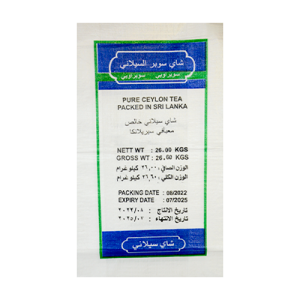 شاي سوبر السيلاني
سوبر اوبي سوبر اوبي
PURE CEYLON TEA
PACKED IN SRI LANKA
شاي سيلاني خالص
معبأ في سيريلانكا
NETT WT : 26.00 KGS
GROSS WT : 26.60 KGS
الوزن الصافي : ٢٦,٠٠ كيلو غرام
الوزن الكلي : ٢٦,٦٠ كيلو غرام
PACKING DATE : 08/2022
EXPIRY DATE : 07/2025
تاريخ الانتاج : ٢٠٢٢/٠٨
تاريخ الانتهاء : ٢٠٢٥/٠٧
شاي سيلاني